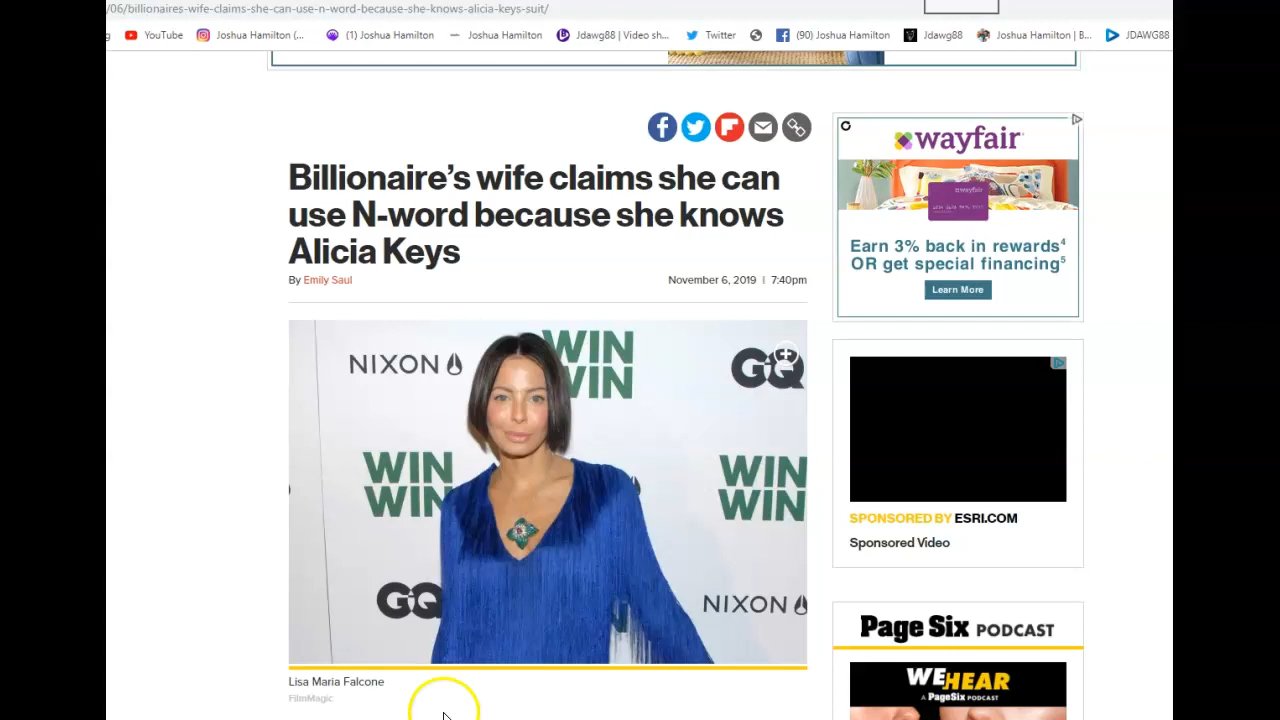 /06/billionaires-wife-claims-she-can-use-n-word-because-she-knows-alicia-keys-suit/
g YouTube Joshua Hamilton (... (1) Joshua Hamilton Joshua Hamilton Jdawg88 | Video sh... Twitter (90) Joshua Hamilton Jdawg88 Joshua Hamilton | B... JDAWG88
Billionaire’s wife claims she can
use N-word because she knows
Alicia Keys
By Emily Saul November 6, 2019 | 7:40pm
wayfair
wayfair
Earn 3% back in rewards⁴
OR get special financing⁵
Learn More
NIXON
WIN
WIN
GQ
WIN
WIN
WIN
WIN
GQ
NIXON
Lisa Maria Falcone
FilmMagic
SPONSORED BY ESRI.COM
Sponsored Video
Page Six PODCAST
WE HEAR
A PageSix PODCAST